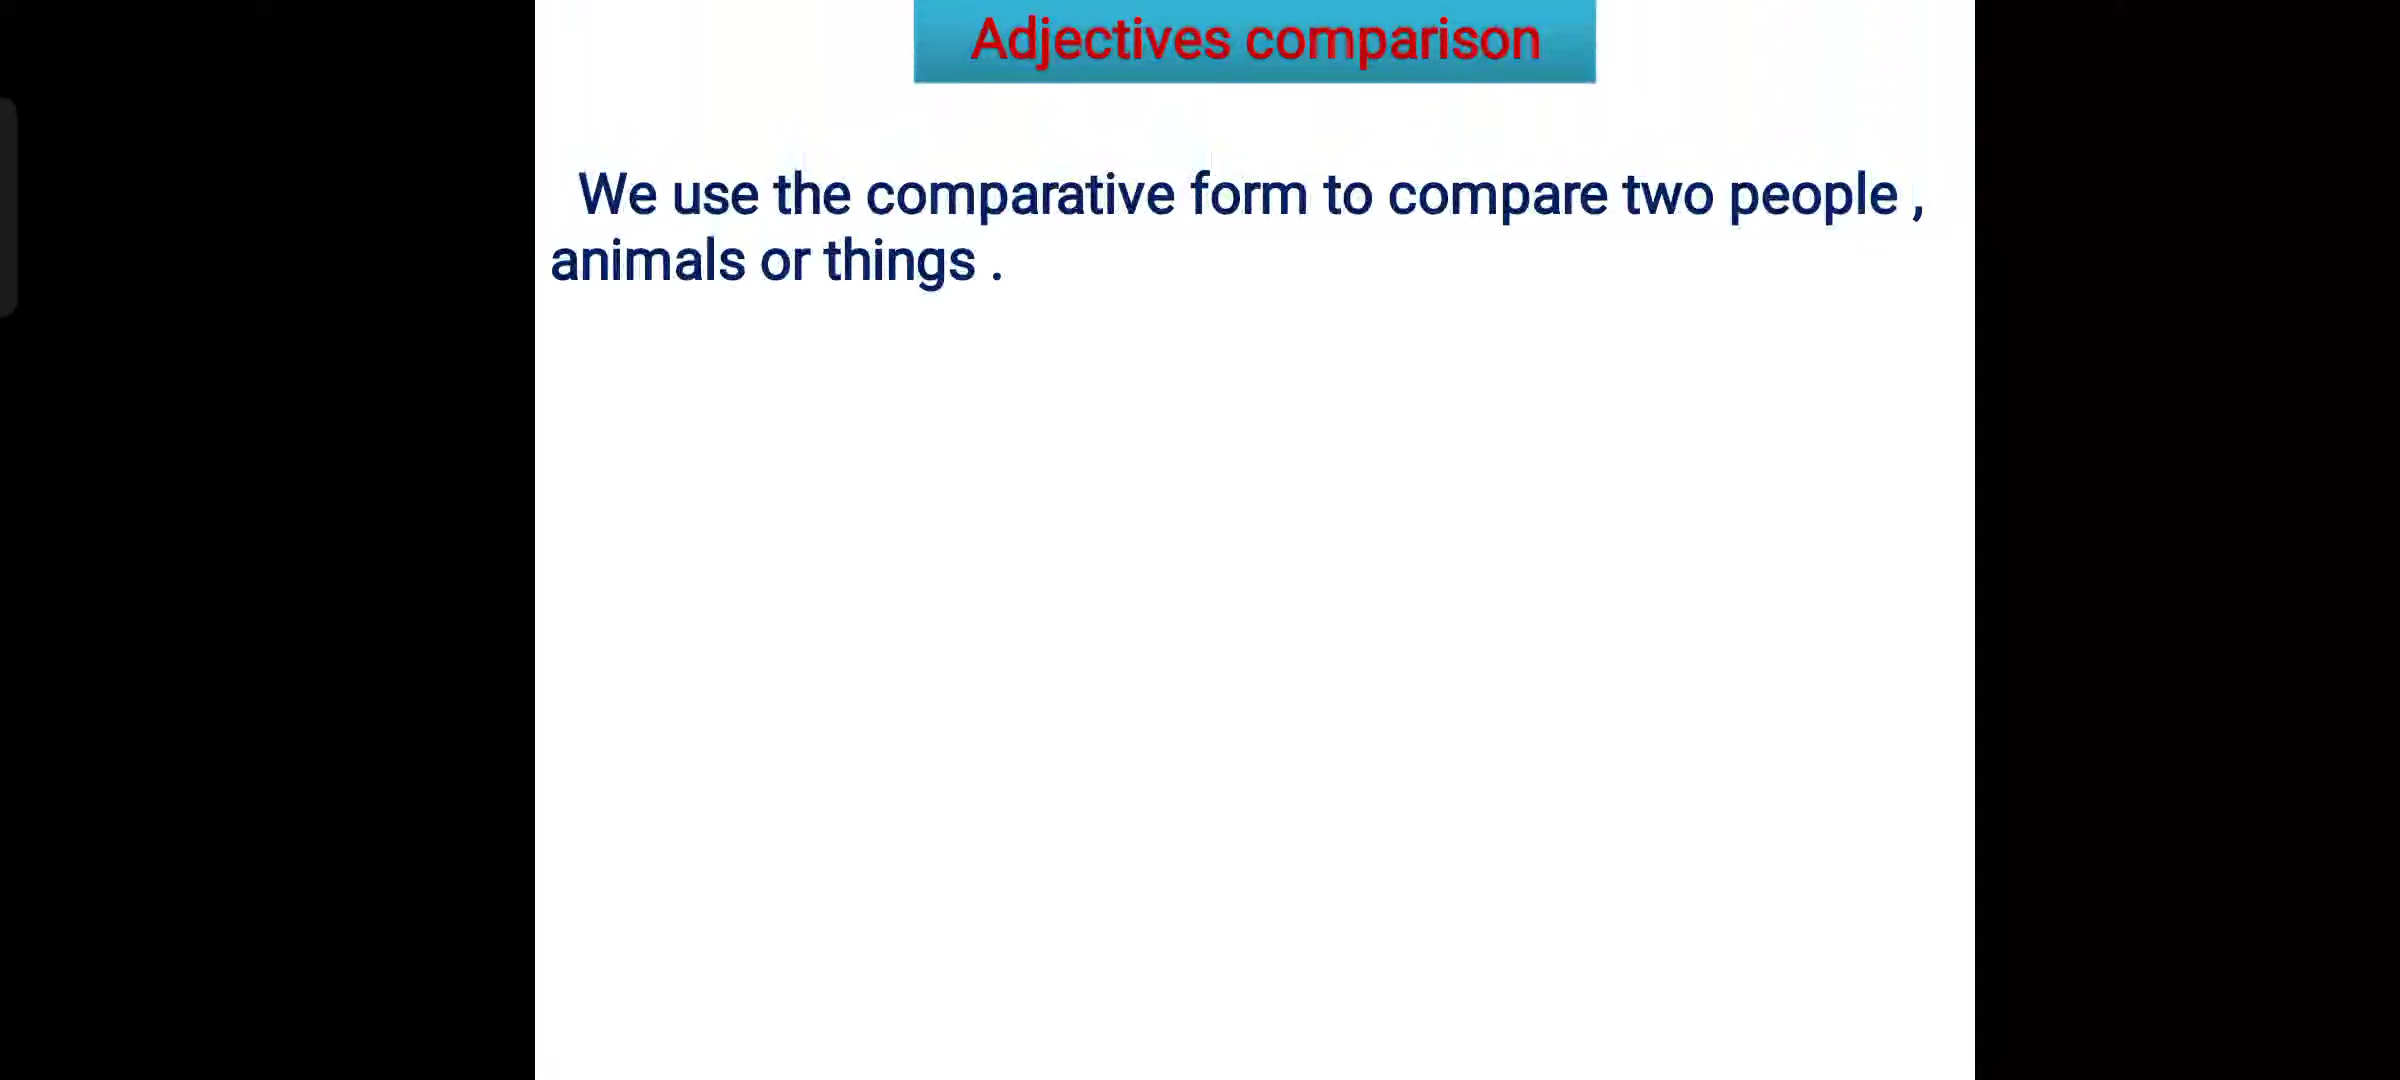 Adjectives comparison
We use the comparative form to compare two people ,
animals or things .